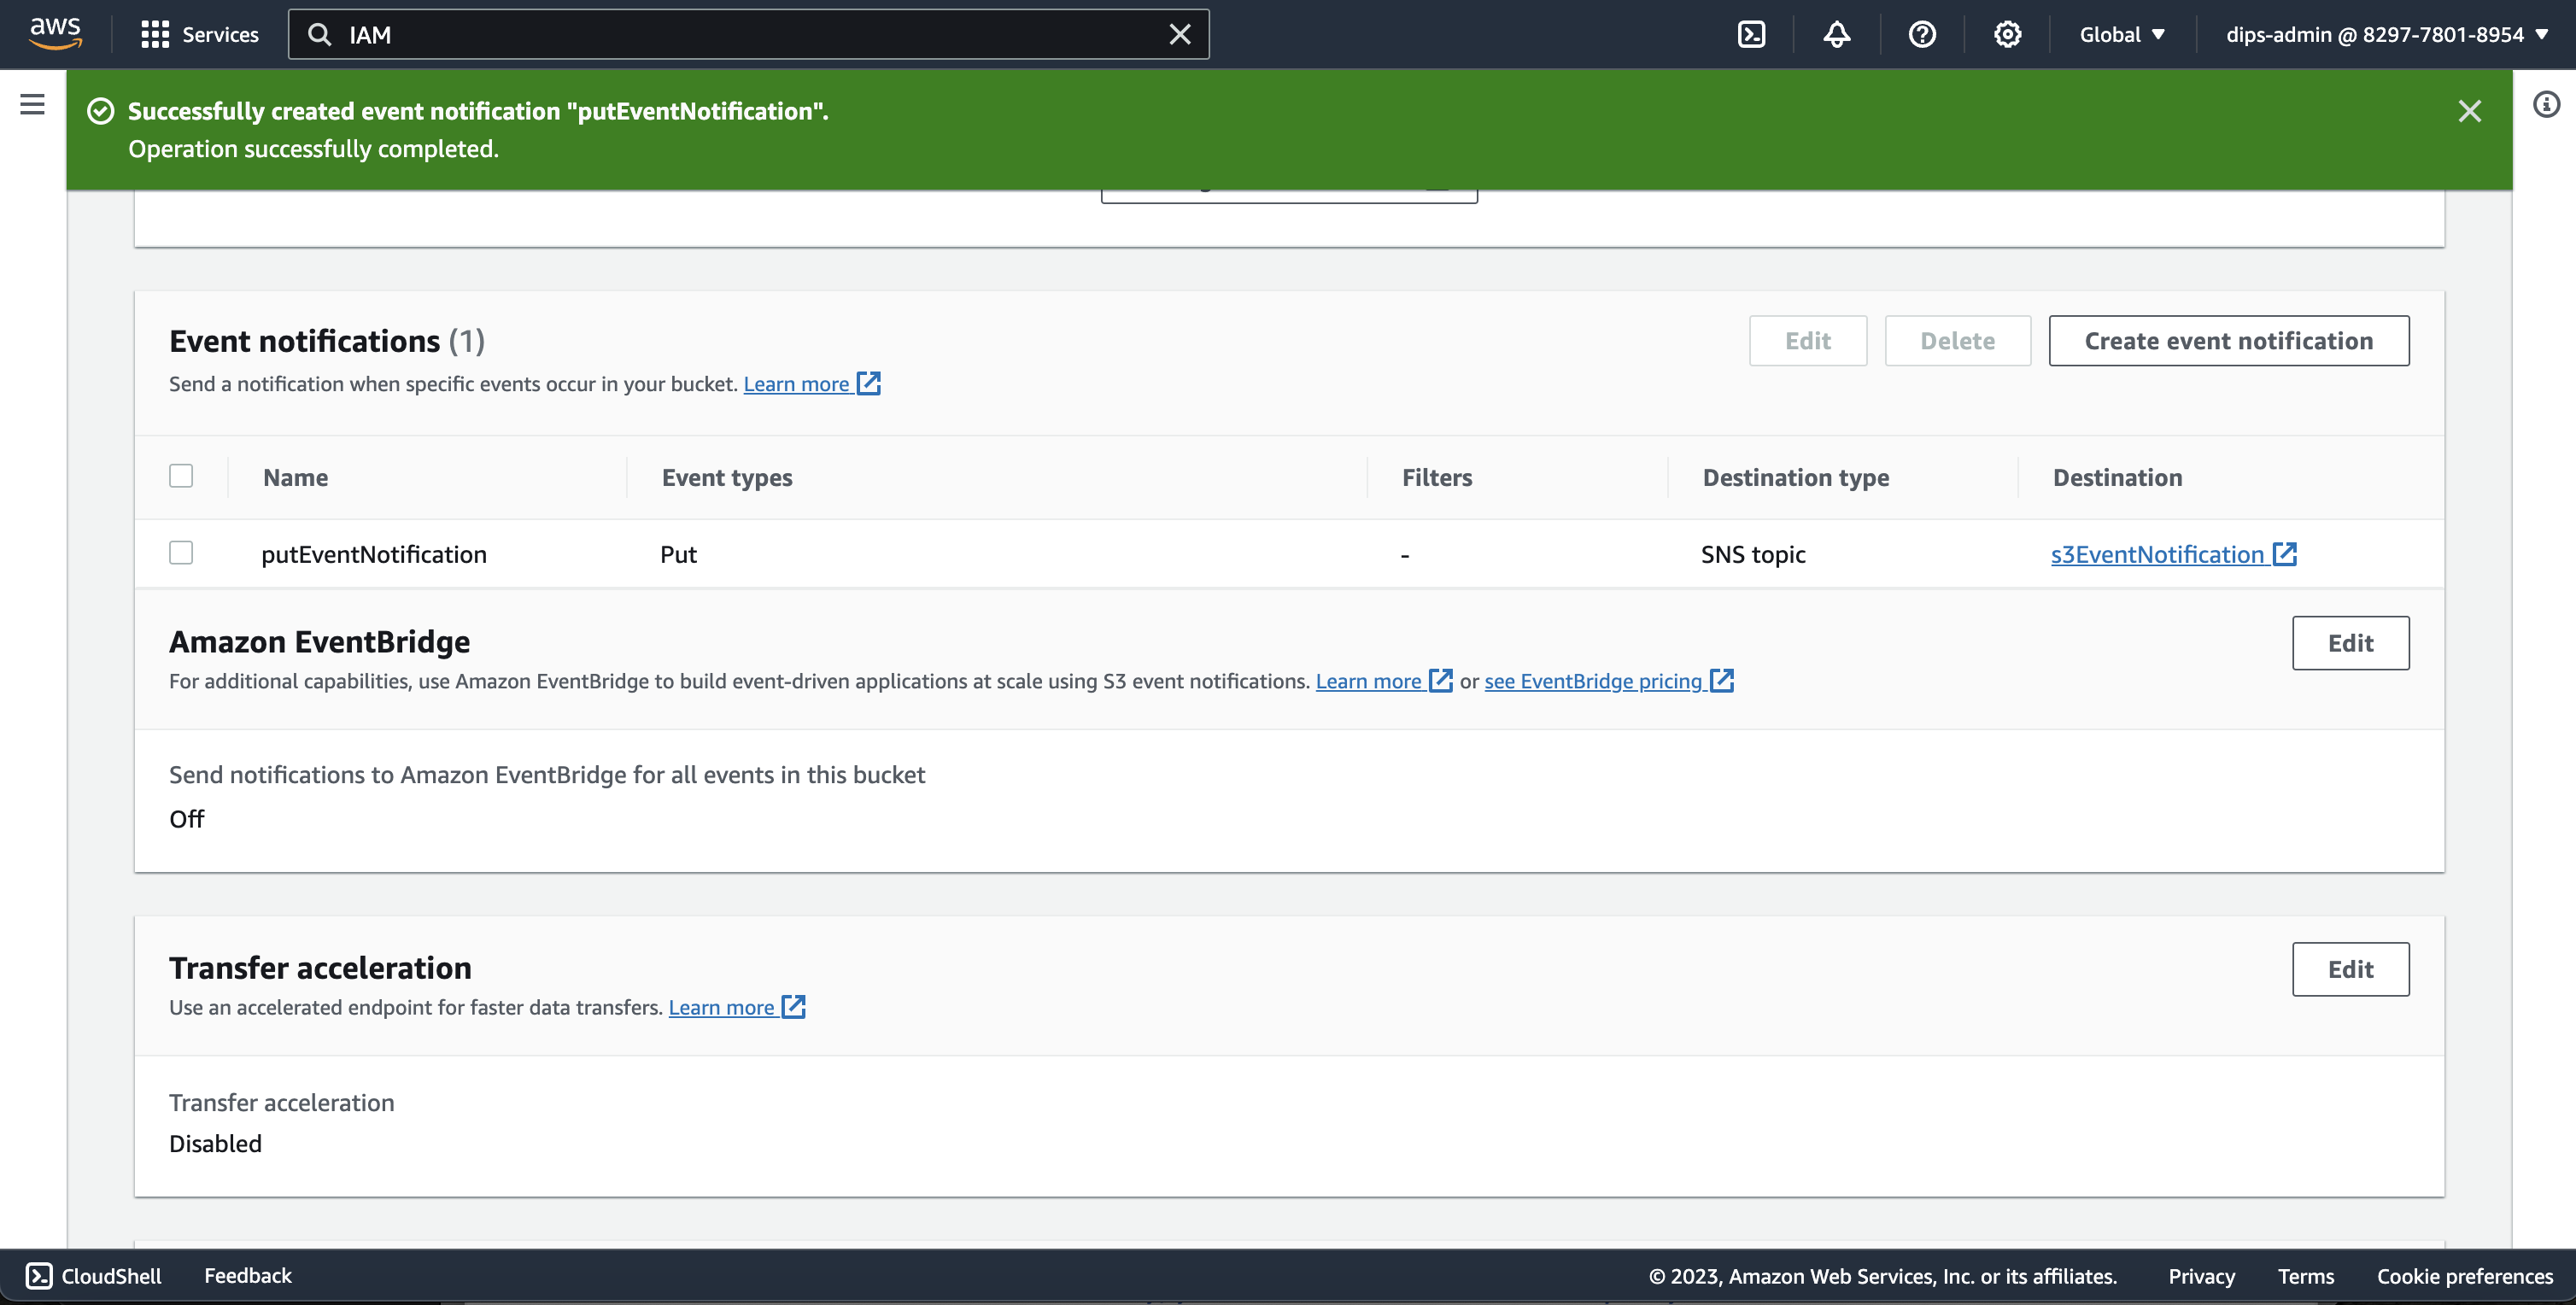 aws
Services
IAM
Global
dips-admin @ 8297-7801-8954
Successfully created event notification "putEventNotification".
Operation successfully completed.
Event notifications (1)
Edit
Delete
Create event notification
Send a notification when specific events occur in your bucket. Learn more
Name Event types Filters Destination type Destination
putEventNotification Put - SNS topic s3EventNotification
Amazon EventBridge
Edit
For additional capabilities, use Amazon EventBridge to build event-driven applications at scale using S3 event notifications. Learn more or see EventBridge pricing
Send notifications to Amazon EventBridge for all events in this bucket
Off
Transfer acceleration
Edit
Use an accelerated endpoint for faster data transfers. Learn more
Transfer acceleration
Disabled
CloudShell Feedback © 2023, Amazon Web Services, Inc. or its affiliates. Privacy Terms Cookie preferences